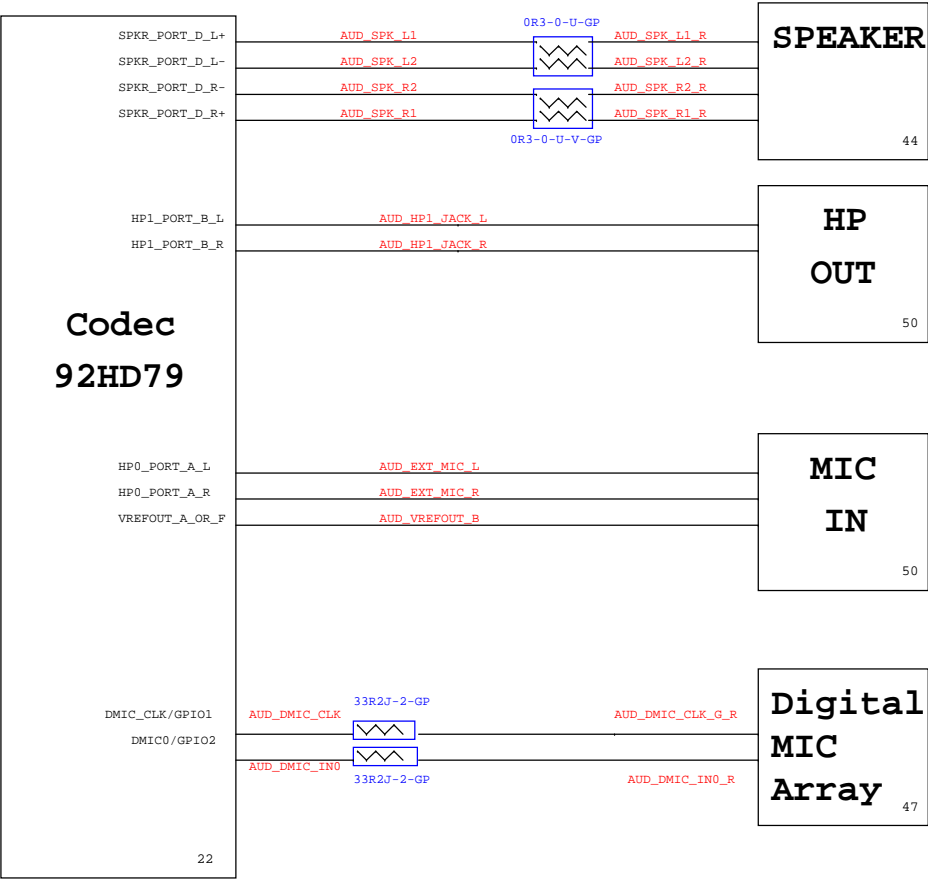 0R3-0-U-GP
SPKR_PORT_D_L+ AUD_SPK_L1 AUD_SPK_L1_R
SPKR_PORT_D_L- AUD_SPK_L2 AUD_SPK_L2_R
SPKR_PORT_D_R- AUD_SPK_R2 AUD_SPK_R2_R
SPKR_PORT_D_R+ AUD_SPK_R1 AUD_SPK_R1_R
0R3-0-U-V-GP
SPEAKER
44
HP1_PORT_B_L AUD_HP1_JACK_L
HP1_PORT_B_R AUD_HP1_JACK_R
HP
OUT
50
Codec
92HD79
HP0_PORT_A_L AUD_EXT_MIC_L
HP0_PORT_A_R AUD_EXT_MIC_R
VREFOUT_A_OR_F AUD_VREFOUT_B
MIC
IN
50
33R2J-2-GP
DMIC_CLK/GPIO1 AUD_DMIC_CLK AUD_DMIC_CLK_G_R
DMIC0/GPIO2
AUD_DMIC_IN0 AUD_DMIC_IN0_R
33R2J-2-GP
Digital
MIC
Array
47
22